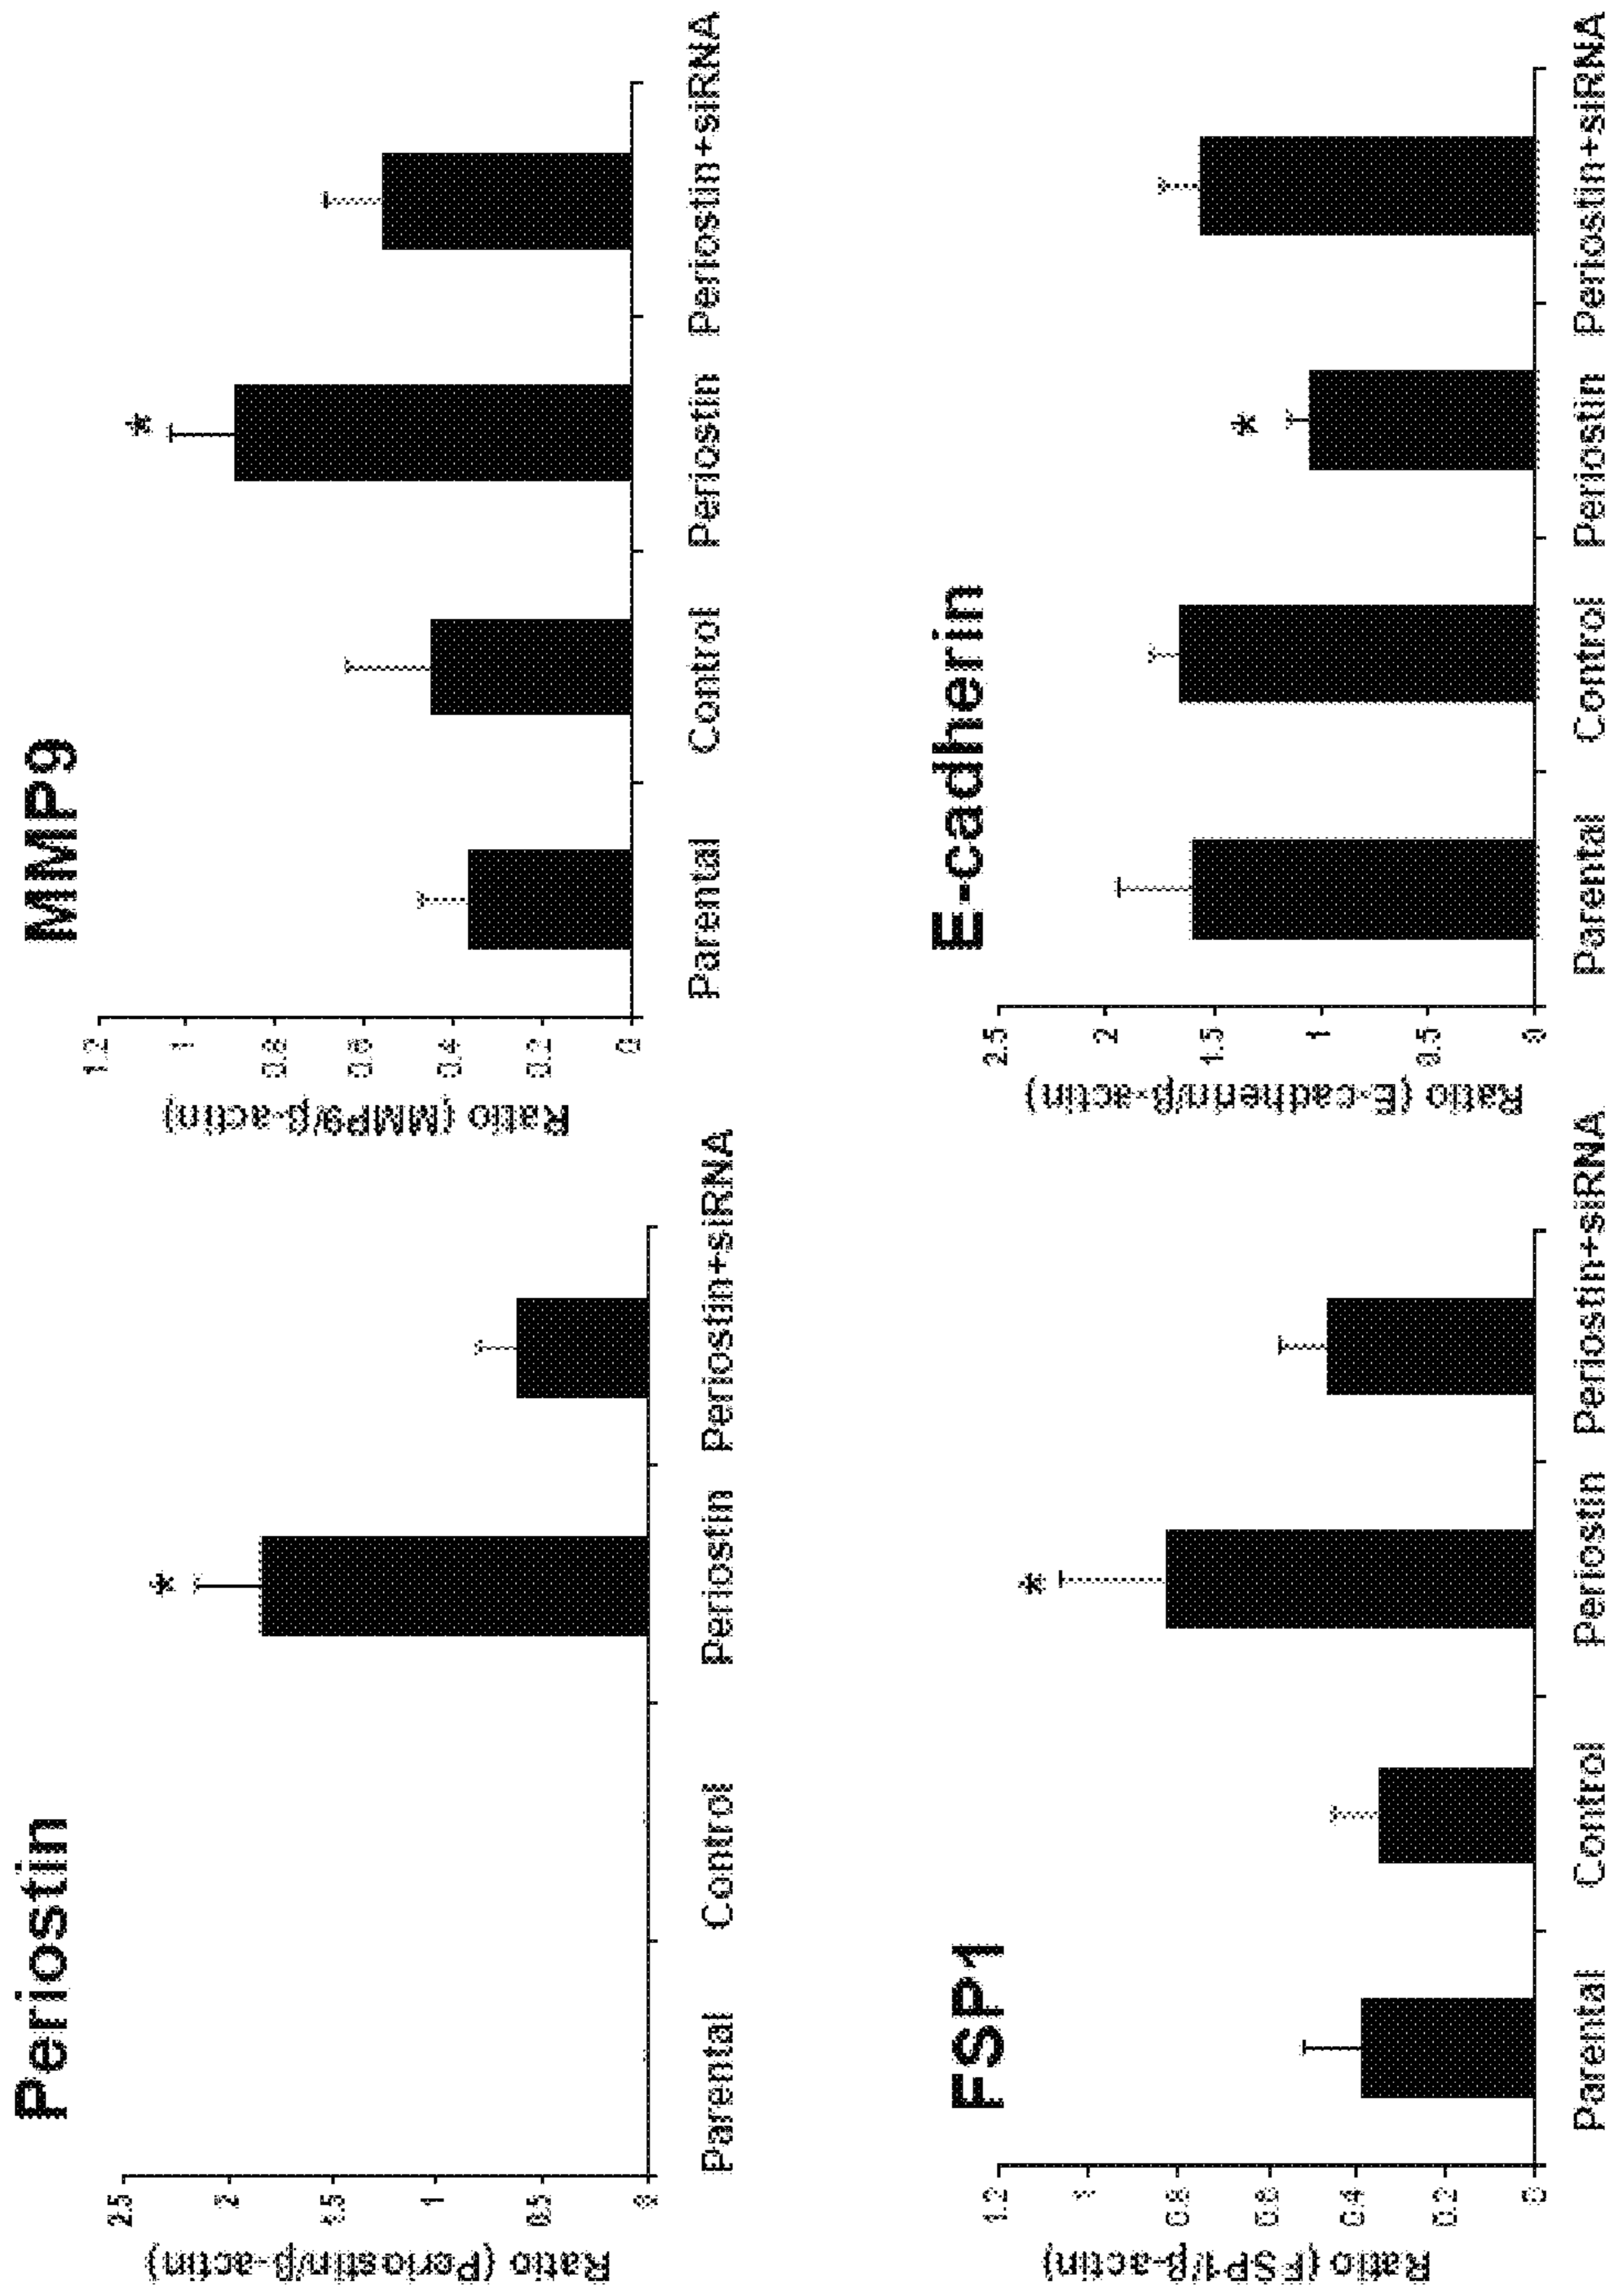 Periostin
Ratio (Periostin/β-actin)
2.5
2
1.5
1
0.5
0
Parental Control Periostin Periostin+siRNA
*
MMP9
Ratio (MMP9/β-actin)
1.2
1
0.8
0.6
0.4
0.2
0
Parental Control Periostin Periostin+siRNA
*
FSP1
Ratio (FSP1/β-actin)
1.2
1
0.8
0.6
0.4
0.2
0
Parental Control Periostin Periostin+siRNA
*
E-cadherin
Ratio (E-cadherin/β-actin)
2.5
2
1.5
1
0.5
0
Parental Control Periostin Periostin+siRNA
*